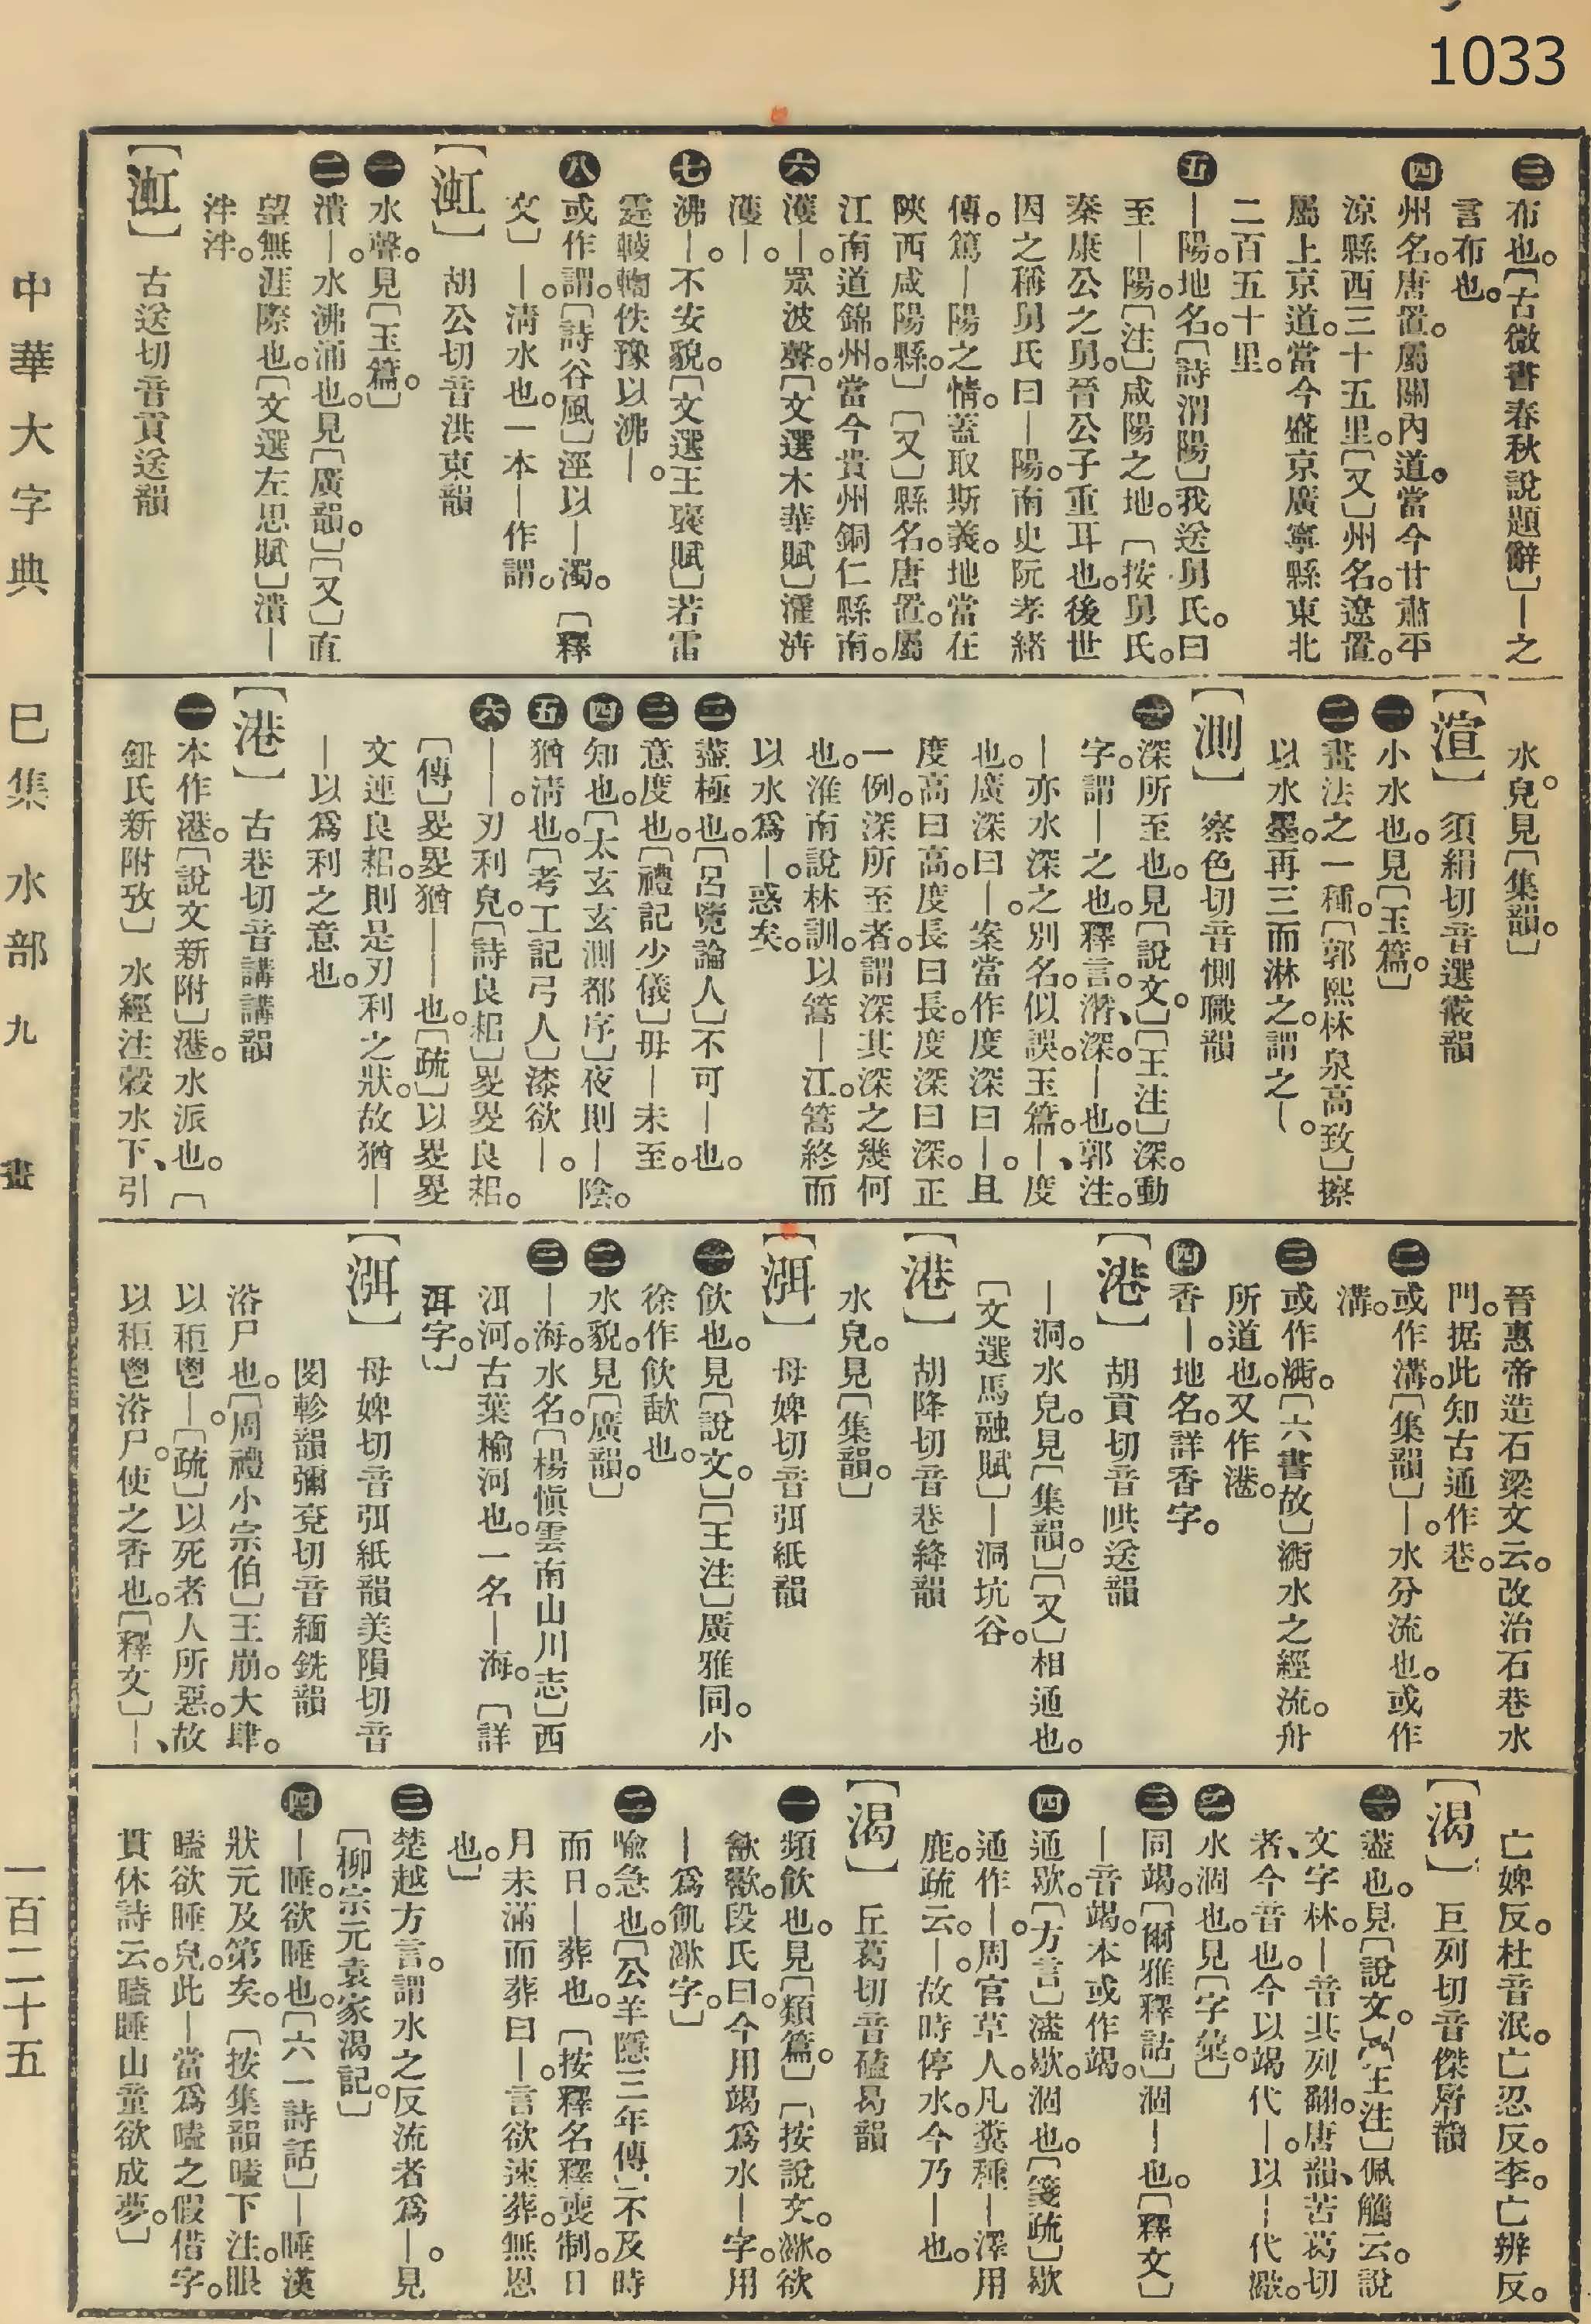 1033
三布也。〔古微書春秋說題辭〕—之
言布也。
四州名。唐置。屬關內道。當今甘肅平
涼縣西三十五里。〔又〕州名。遼置。
屬上京道。當今盛京廣寧縣東北
二百五十里。
五—陽。地名。〔詩渭陽〕我送舅氏。曰
至—陽。〔注〕咸陽之地。〔按舅氏。
秦康公之舅。晉公子重耳也。後世
因之稱舅氏曰—陽。南史阮孝緒
傳。篤—陽之情。蓋取斯義。地當在
陝西咸陽縣。〕〔又〕縣名。唐置。屬
江南道錦州。當今貴州銅仁縣南。
六濩—。眾波聲。〔文選木華賦〕㶖泋
濩—。
七沸—。不安貌。〔文選王褒賦〕若雷
霆輘輷佚豫以沸—。
八或作謂。〔詩谷風〕涇以—濁。〔釋
文〕—。清水也。一本—作謂。
〔渱〕 胡公切音洪東韻
一水聲。見〔玉篇。〕
二潰—水沸涌也。見〔廣韻。〕〔又〕直
望無涯際也。〔文選左思賦〕潰—
泮泮。
〔渱〕 古送切音貢送韻
水皃。見〔集韻。〕
〔渲〕 須絹切音選霰韻
一小水也。見〔玉篇。〕
二畫法之一種。〔郭熙林泉高致〕擦
以水墨。再三而淋之。謂之—。
〔測〕 察色切音惻職韻
一深所至也。見〔說文。〕〔王注〕深。動
字。謂—之也。釋言。濬、深。—也。郭注。
—亦水深之別名。似誤。玉篇。—、度
也。廣深曰—。案當作度深曰—。且
度高曰高。度長曰長。度深曰深。正
一例。深所至者。謂深其深之幾何
也。淮南說林訓。以篙—江。篙終而
以水爲—。惑矣。
二盡極也。〔呂覽論人〕不可—也。
三意度也。〔禮記少儀〕毋—未至。
四知也。〔太玄玄測都序〕夜則—陰。
五猶清也。〔考工記弓人〕漆欲—。
六——。刃利皃。〔詩良耜〕畟畟良耜。
〔傳〕畟畟猶——也。〔疏〕以畟畟
文連良耜。則是刃利之狀。故猶—
—以爲利之意也。
〔港〕 古巷切音講講韻
一本作港。〔說文新附〕港。水派也。〔
鈕氏新附攷〕水經注穀水下、引
晉惠帝造石梁文云。改治石巷水
門。据此知古通作巷。
二或作溝。〔集韻〕—。水分流也。或作
溝。
三或作衖。〔六書故〕衖水之經流。舟
所道也。又作港。
四香—。地名。詳香字。
〔港〕 胡貢切音哄送韻
—洞。水皃。見〔集韻。〕〔又〕相通也。
〔文選馬融賦〕—洞坑谷。
〔港〕 胡降切音巷絳韻
水皃。見〔集韻。〕
〔渳〕 母婢切音弭紙韻
一飲也。見〔說文。〕〔王注〕廣雅同。小
徐作飲歃也。
二水貌。見〔廣韻。〕
三—海。水名。〔楊愼雲南山川志〕西
洱河。古葉楡河也。一名—海。〔詳
洱字。〕
〔渳〕 母婢切音弭紙韻美隕切音
閔軫韻彌兗切音緬銑韻
浴尸也。〔周禮小宗伯〕王崩。大肆。
以秬鬯—。〔疏〕以死者人所惡。故
以秬鬯浴尸。使之香也。〔釋文〕—、
亡婢反。杜音泯。亡忍反。李。亡辨反。
〔渴〕 巨列切音傑屑韻
一盡也。見〔說文。〕〔王注〕佩觿云。說
文、字林。—音其列翻。唐韻、苦葛切
者、今音也。今以竭代—。以—代㵣。
二水涸也。見〔字彙。〕
三同竭。〔爾雅釋詁〕涸—也。〔釋文〕
—音竭。本或作竭。
四通歇。〔方言〕㵣歇。涸也。〔箋疏〕歇
通作—。周官草人。凡糞種—澤用
鹿。疏云。—故時停水。今乃—也。
〔渴〕 丘葛切音磕曷韻
一頻飲也。見〔類篇。〕〔按說文。㵣。欲
歠㱎。段氏曰。今用竭爲水—字。用
—爲飢㵣字。〕
二喩急也。〔公羊隱三年傳〕不及時
而日。—葬也。〔按釋名釋喪制。日
月未滿而葬曰—。言欲速葬。無恩
也。〕
三楚越方言。謂水之反流者爲—。見
〔柳宗元袁家渴記。〕
四—睡。欲睡也。〔六一詩話〕—睡漢
狀元及第矣。〔按集韻瞌下注。眼
瞌欲睡皃。此—當爲瞌之假借字。
貫休詩云。瞌睡山童欲成夢。〕
中華大字典 巳集 水部 九畫 一百二十五